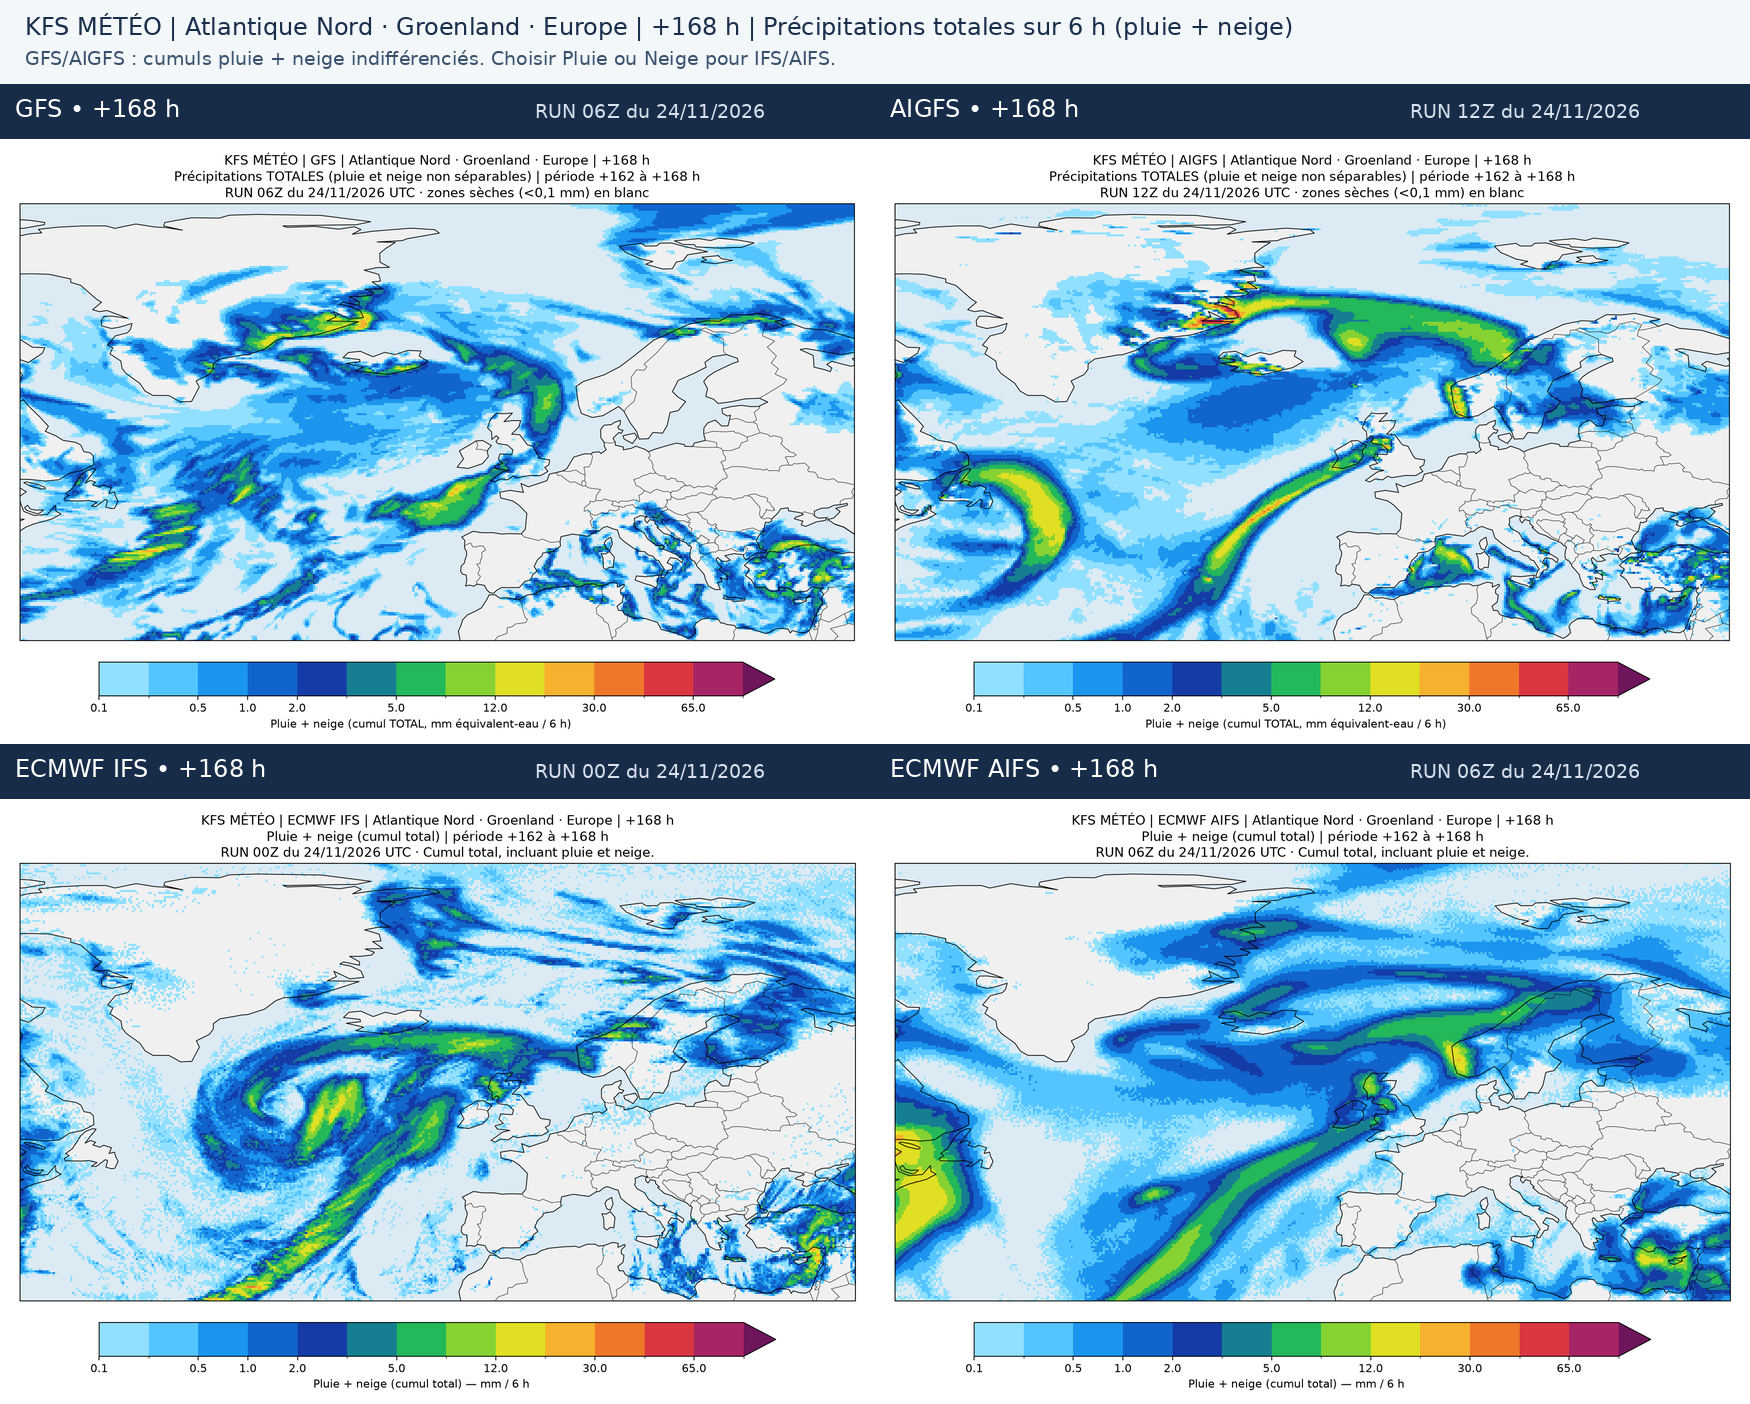 KFS MÉTÉO | Atlantique Nord · Groenland · Europe | +168 h | Précipitations totales sur 6 h (pluie + neige)
GFS/AIGFS : cumuls pluie + neige indifférenciés. Choisir Pluie ou Neige pour IFS/AIFS.
GFS • +168 h RUN 06Z du 24/11/2026
KFS MÉTÉO | GFS | Atlantique Nord · Groenland · Europe | +168 h
Précipitations TOTALES (pluie et neige non séparables) | période +162 à +168 h
RUN 06Z du 24/11/2026 UTC · zones sèches (<0,1 mm) en blanc
0.1 0.5 1.0 2.0 5.0 12.0 30.0 65.0
Pluie + neige (cumul TOTAL, mm équivalent-eau / 6 h)
AIGFS • +168 h RUN 12Z du 24/11/2026
KFS MÉTÉO | AIGFS | Atlantique Nord · Groenland · Europe | +168 h
Précipitations TOTALES (pluie et neige non séparables) | période +162 à +168 h
RUN 12Z du 24/11/2026 UTC · zones sèches (<0,1 mm) en blanc
0.1 0.5 1.0 2.0 5.0 12.0 30.0 65.0
Pluie + neige (cumul TOTAL, mm équivalent-eau / 6 h)
ECMWF IFS • +168 h RUN 00Z du 24/11/2026
KFS MÉTÉO | ECMWF IFS | Atlantique Nord · Groenland · Europe | +168 h
Pluie + neige (cumul total) | période +162 à +168 h
RUN 00Z du 24/11/2026 UTC · Cumul total, incluant pluie et neige.
0.1 0.5 1.0 2.0 5.0 12.0 30.0 65.0
Pluie + neige (cumul total) — mm / 6 h
ECMWF AIFS • +168 h RUN 06Z du 24/11/2026
KFS MÉTÉO | ECMWF AIFS | Atlantique Nord · Groenland · Europe | +168 h
Pluie + neige (cumul total) | période +162 à +168 h
RUN 06Z du 24/11/2026 UTC · Cumul total, incluant pluie et neige.
0.1 0.5 1.0 2.0 5.0 12.0 30.0 65.0
Pluie + neige (cumul total) — mm / 6 h